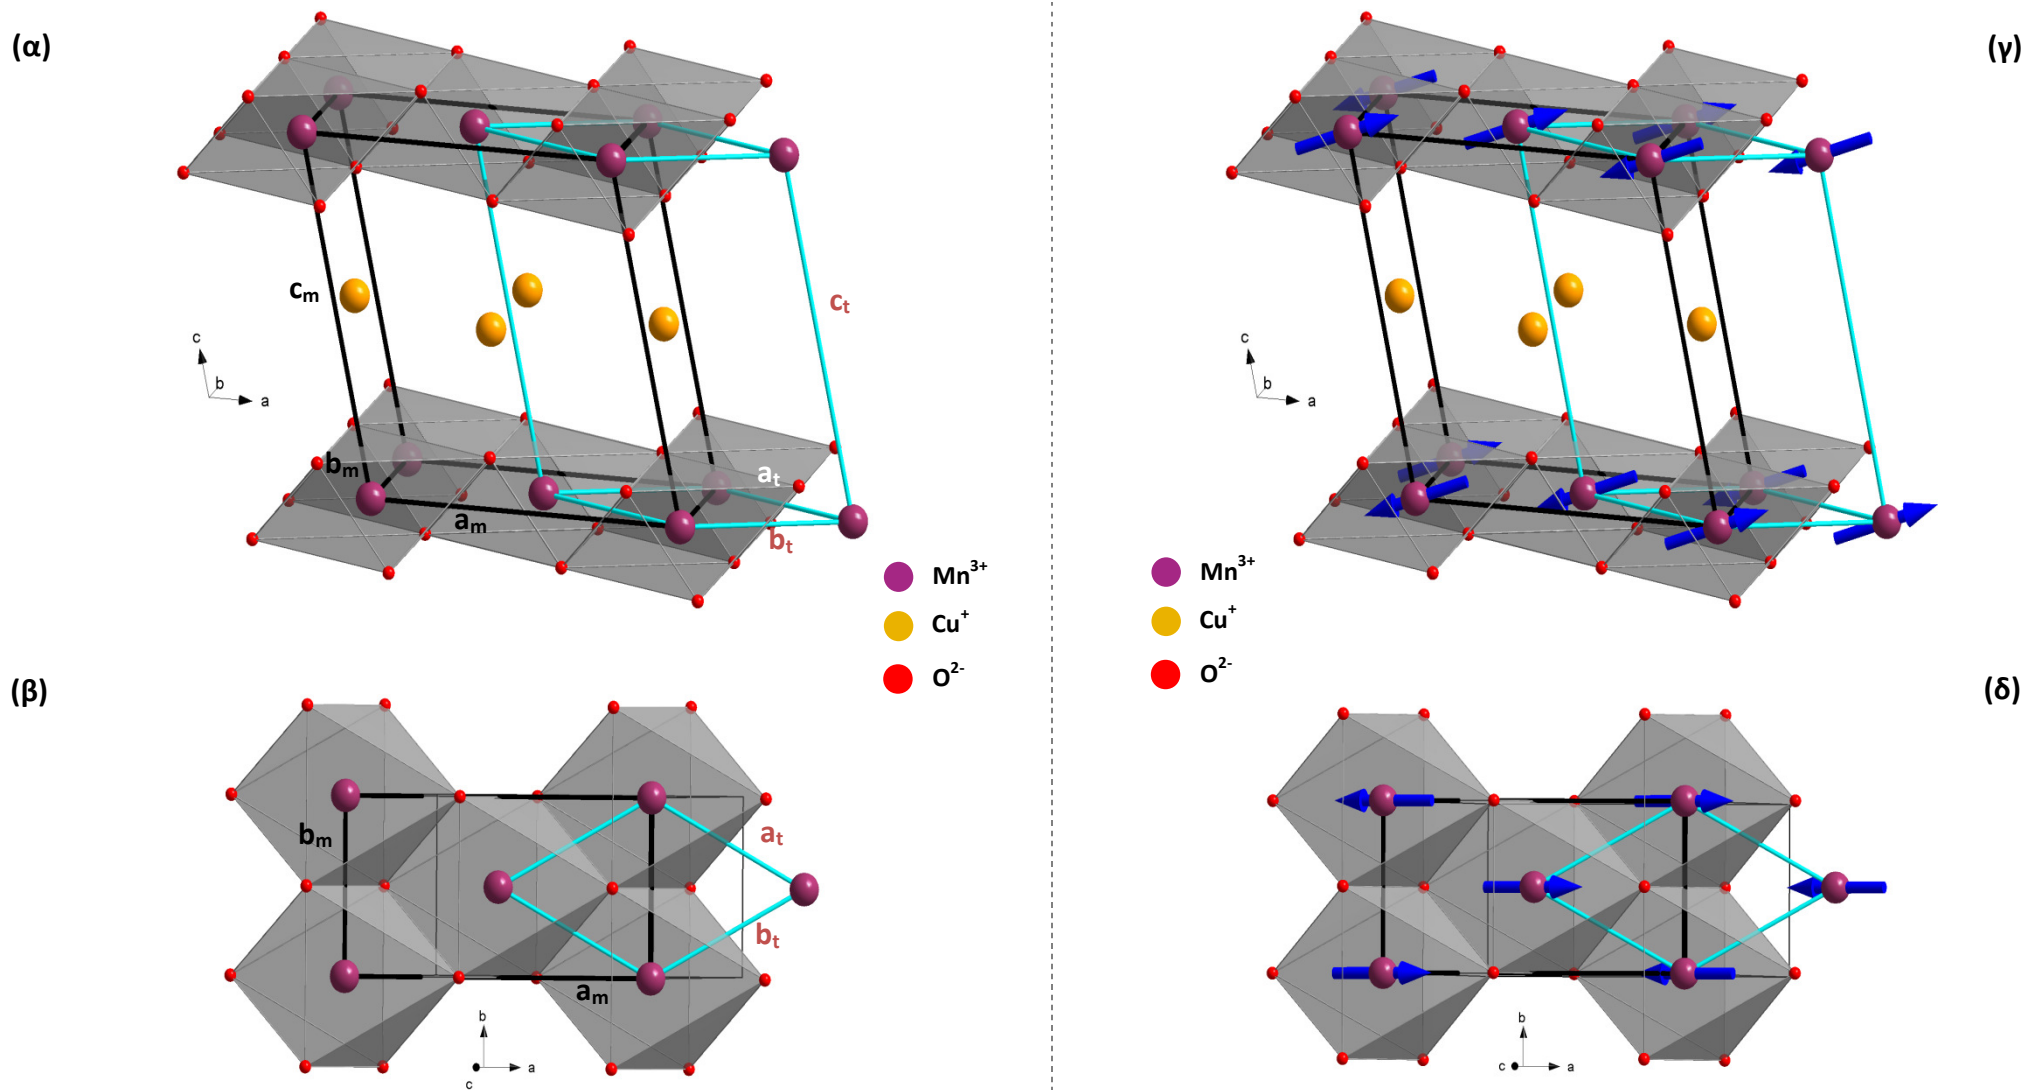 (α)
(γ)
c
b
a
c
b
a
cₘ
cₜ
bₘ
aₘ
aₜ
bₜ
Mn³⁺
Cu⁺
O²⁻
Mn³⁺
Cu⁺
O²⁻
(β)
(δ)
bₘ
aₜ
bₜ
aₘ
b
c
a
b
c
a